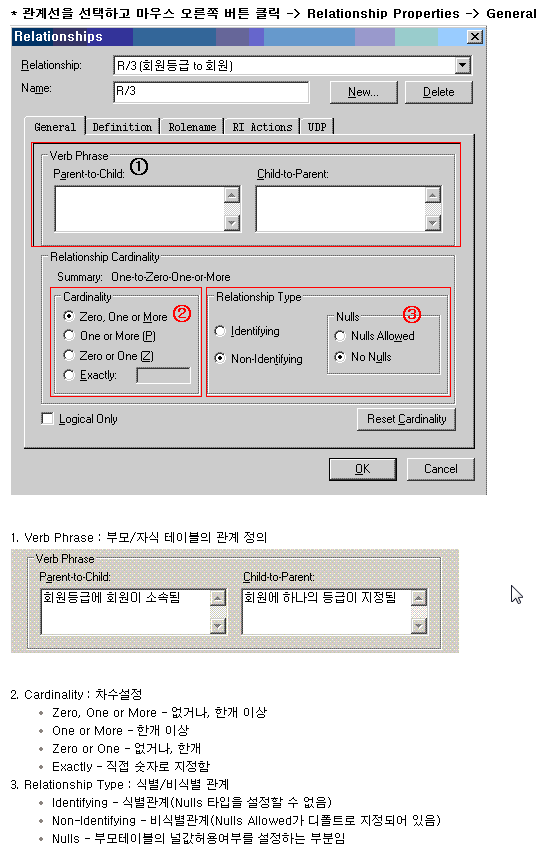 * 관계선을 선택하고 마우스 오른쪽 버튼 클릭 -> Relationship Properties -> General
Relationships
Relationship: R/3 (회원등급 to 회원)
Name: R/3 New... Delete
General Definition Rolename RI Actions UDP
Verb Phrase
Parent-to-Child: ① Child-to-Parent:
Relationship Cardinality
Summary: One-to-Zero-One-or-More
Cardinality
Zero, One or More ②
One or More (P)
Zero or One (Z)
Exactly:
Relationship Type
Identifying
Non-Identifying
Nulls ③
Nulls Allowed
No Nulls
Logical Only Reset Cardinality
OK Cancel
1. Verb Phrase : 부모/자식 테이블의 관계 정의
Verb Phrase
Parent-to-Child: Child-to-Parent:
회원등급에 회원이 소속됨 회원에 하나의 등급이 지정됨
2. Cardinality : 차수설정
• Zero, One or More - 없거나, 한개 이상
• One or More - 한개 이상
• Zero or One - 없거나, 한개
• Exactly - 직접 숫자로 지정함
3. Relationship Type : 식별/비식별 관계
• Identifying - 식별관계(Nulls 타입을 설정할 수 없음)
• Non-Identifying - 비식별관계(Nulls Allowed가 디폴트로 지정되어 있음)
• Nulls - 부모테이블의 널값허용여부를 설정하는 부분임